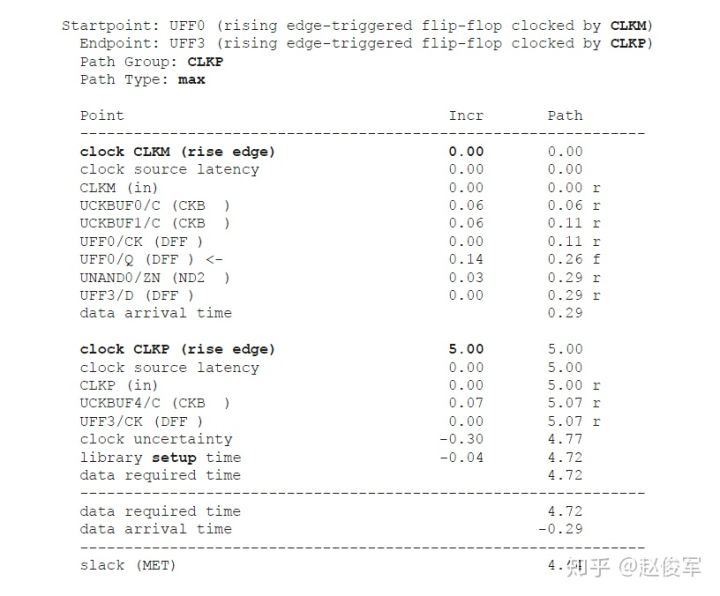 Startpoint: UFF0 (rising edge-triggered flip-flop clocked by CLKM)
Endpoint: UFF3 (rising edge-triggered flip-flop clocked by CLKP)
Path Group: CLKP
Path Type: max
Point Incr Path
---------------------------------------------------------------
clock CLKM (rise edge) 0.00 0.00
clock source latency 0.00 0.00
CLKM (in) 0.00 0.00 r
UCKBUF0/C (CKB ) 0.06 0.06 r
UCKBUF1/C (CKB ) 0.06 0.11 r
UFF0/CK (DFF ) 0.00 0.11 r
UFF0/Q (DFF ) <- 0.14 0.26 f
UNAND0/ZN (ND2 ) 0.03 0.29 r
UFF3/D (DFF ) 0.00 0.29 r
data arrival time 0.29
clock CLKP (rise edge) 5.00 5.00
clock source latency 0.00 5.00
CLKP (in) 0.00 5.00 r
UCKBUF4/C (CKB ) 0.07 5.07 r
UFF3/CK (DFF ) 0.00 5.07 r
clock uncertainty -0.30 4.77
library setup time -0.04 4.72
data required time 4.72
---------------------------------------------------------------
data required time 4.72
data arrival time -0.29
---------------------------------------------------------------
slack (MET) 4.44
知乎 @赵俊军